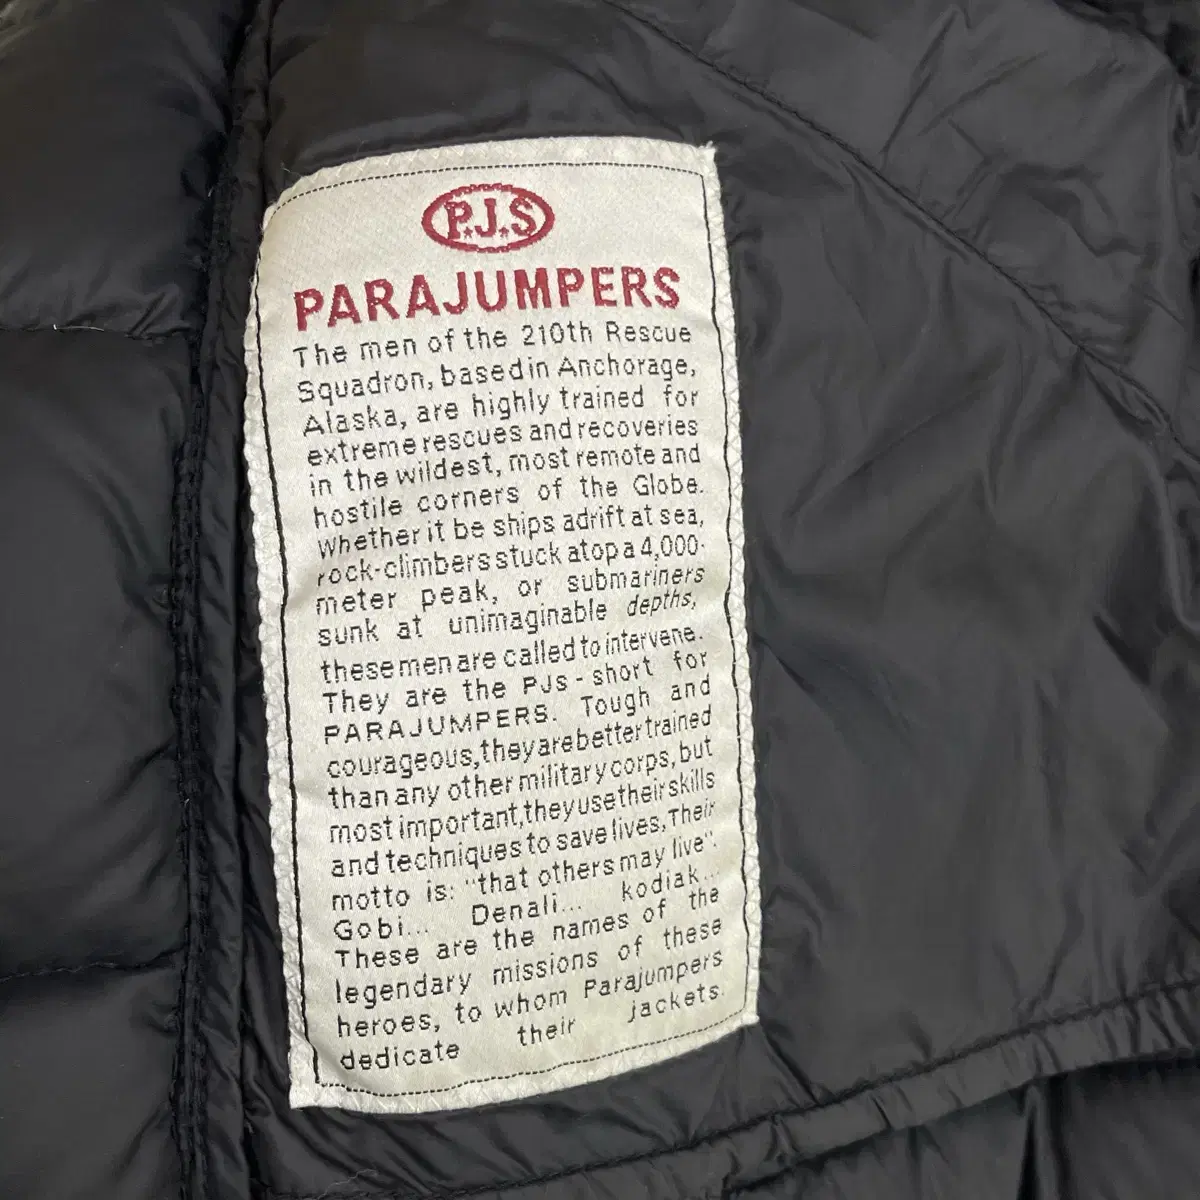 P.J.S
PARAJUMPERS
The men of the 210th Rescue
Squadron, based in Anchorage,
Alaska, are highly trained for
extreme rescues and recoveries
in the wildest, most remote and
hostile corners of the Globe.
Whether it be ships adrift at sea,
rock-climbers stuck atop a 4,000-
meter peak, or submariners
sunk at unimaginable depths,
these men are called to intervene.
They are the PJs - short for
PARAJUMPERS. Tough and
courageous, they are better trained
than any other military corps, but
most important, they use their skills
and techniques to save lives, Their
motto is: "that others may live".
Gobi... Denali... kodiak...
These are the names of the
legendary missions of these
heroes, to whom Parajumpers
dedicate their jackets.